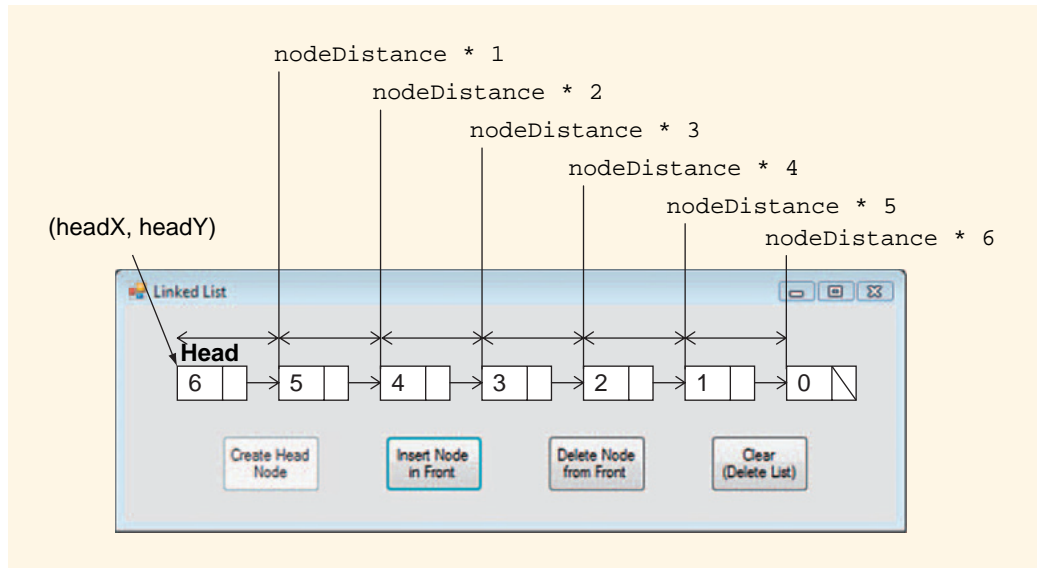 nodeDistance * 1
nodeDistance * 2
nodeDistance * 3
nodeDistance * 4
nodeDistance * 5
(headX, headY)
nodeDistance * 6
Linked List
Head
6 5 4 3 2 1 0
Create Head
Node
Insert Node
in Front
Delete Node
from Front
Clear
(Delete List)